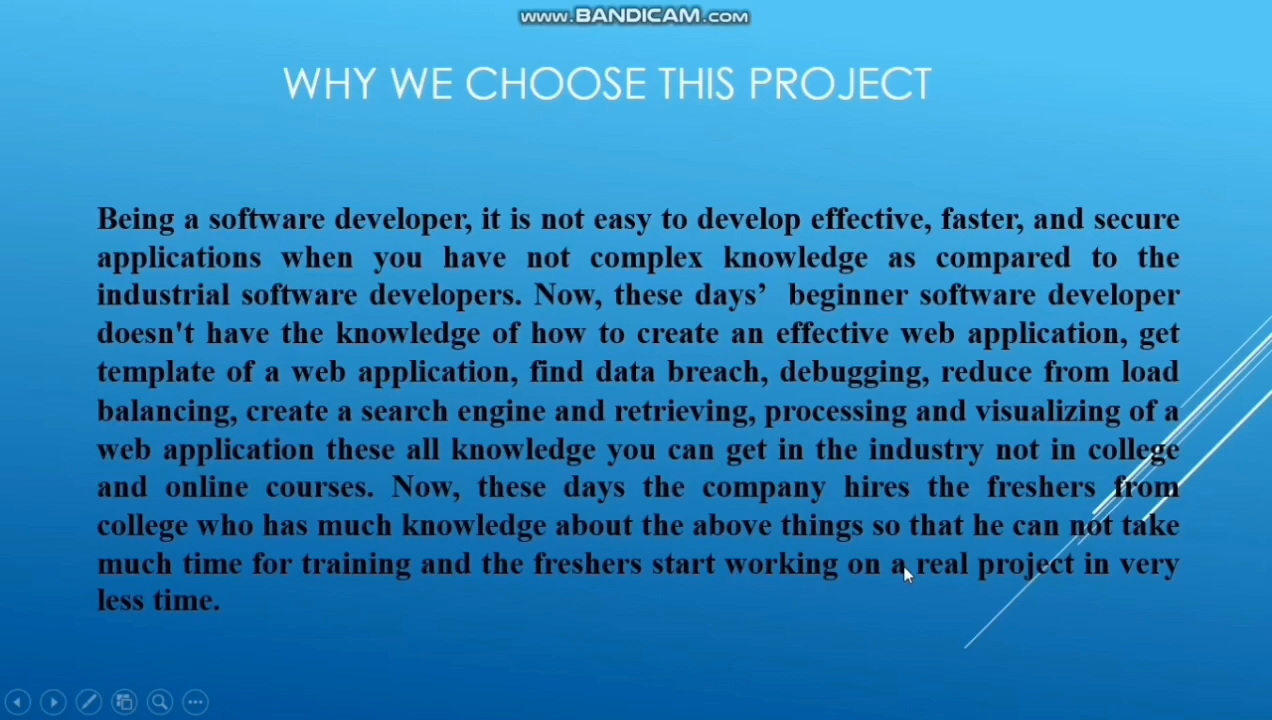 www.BANDICAM.com
WHY WE CHOOSE THIS PROJECT
Being a software developer, it is not easy to develop effective, faster, and secure
applications when you have not complex knowledge as compared to the
industrial software developers. Now, these days’ beginner software developer
doesn't have the knowledge of how to create an effective web application, get
template of a web application, find data breach, debugging, reduce from load
balancing, create a search engine and retrieving, processing and visualizing of a
web application these all knowledge you can get in the industry not in college
and online courses. Now, these days the company hires the freshers from
college who has much knowledge about the above things so that he can not take
much time for training and the freshers start working on a real project in very
less time.